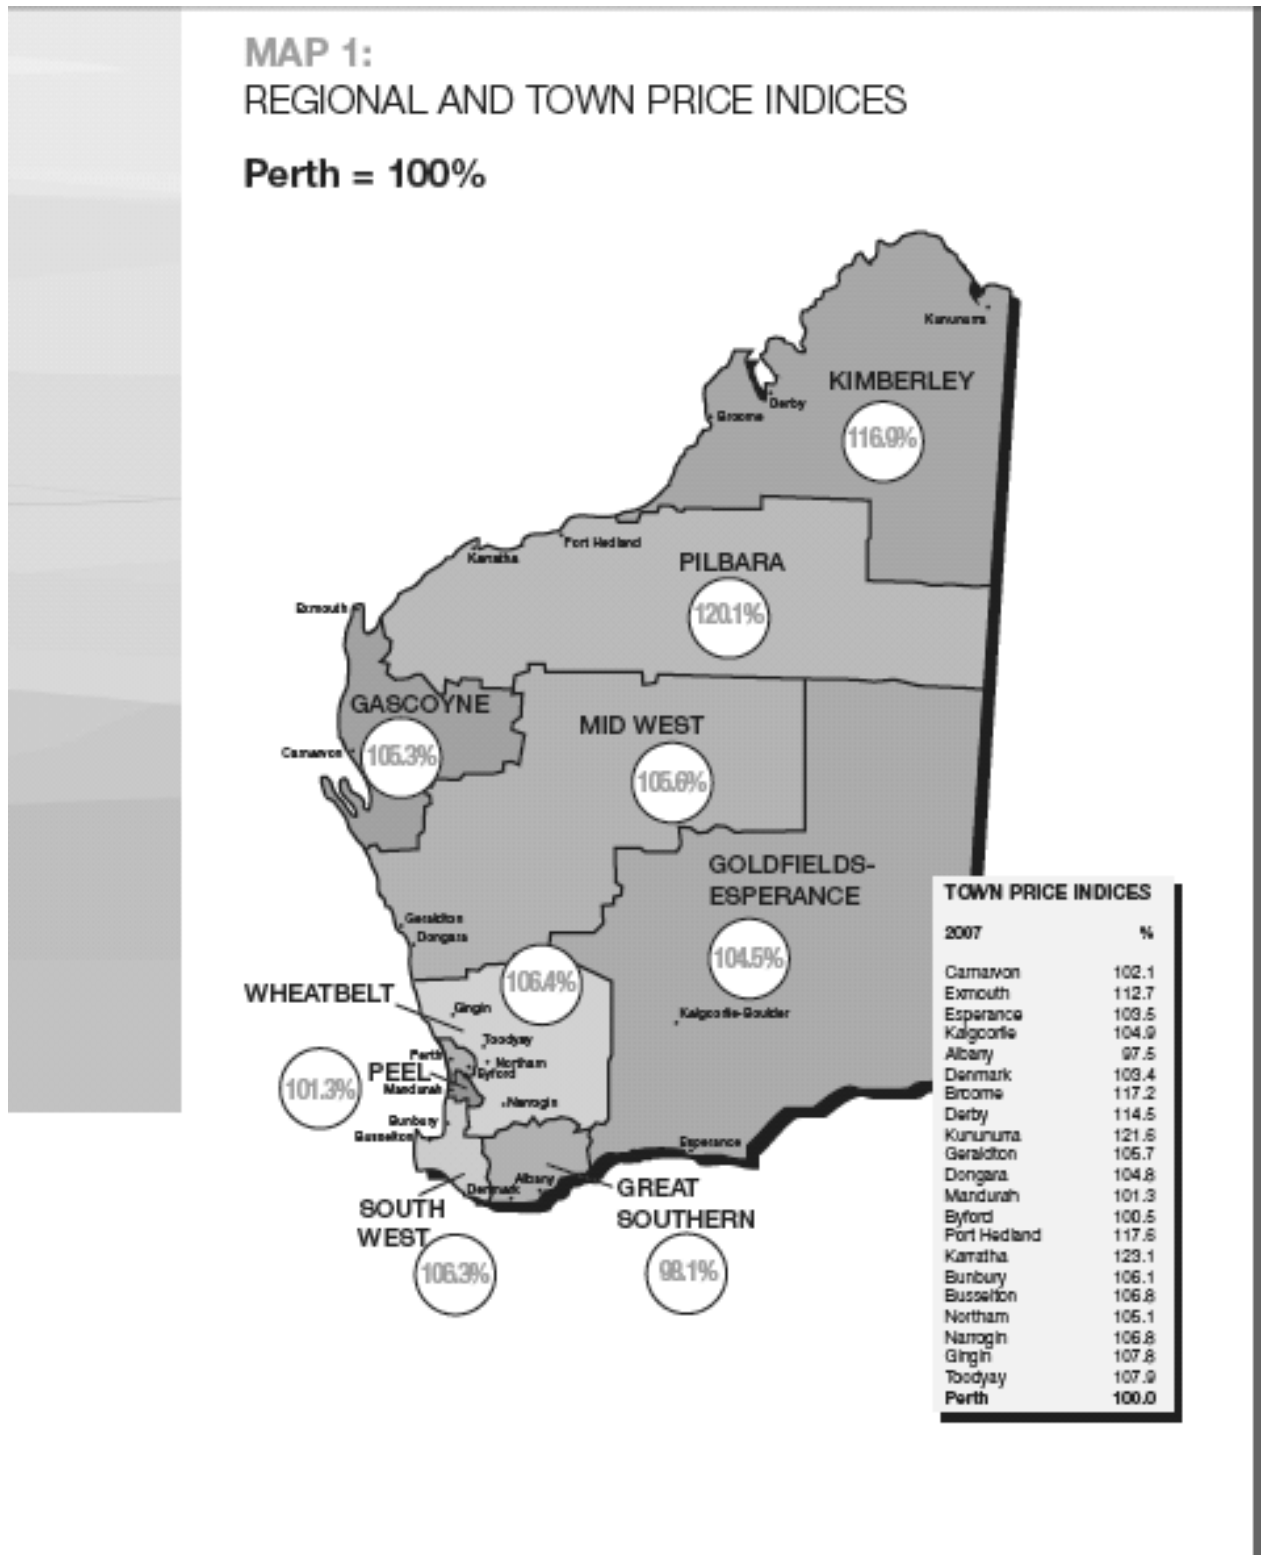 MAP 1:
REGIONAL AND TOWN PRICE INDICES
Perth = 100%
Kununurra
KIMBERLEY
Derby
Broome
116.9%
Port Hedland
Karratha
PILBARA
120.1%
Exmouth
GASCOYNE
MID WEST
Carnarvon
105.3%
105.6%
GOLDFIELDS-
ESPERANCE
Geraldton
Dongara
104.5%
106.4%
WHEATBELT
Gingin
Kalgoorlie-Boulder
Toodyay
Perth
Northam
Byford
PEEL
101.3%
Mandurah
Narrogin
Bunbury
Busselton
Esperance
Albany
Denmark
GREAT
SOUTHERN
SOUTH
WEST
106.3%
98.1%
TOWN PRICE INDICES
2007 %
Carnarvon 102.1
Exmouth 112.7
Esperance 103.5
Kalgoorlie 104.9
Albany 97.5
Denmark 103.4
Broome 117.2
Derby 114.5
Kununurra 121.6
Geraldton 105.7
Dongara 104.8
Mandurah 101.3
Byford 100.5
Port Hedland 117.6
Karratha 123.1
Bunbury 106.1
Busselton 106.8
Northam 105.1
Narrogin 106.8
Gingin 107.8
Toodyay 107.9
Perth 100.0